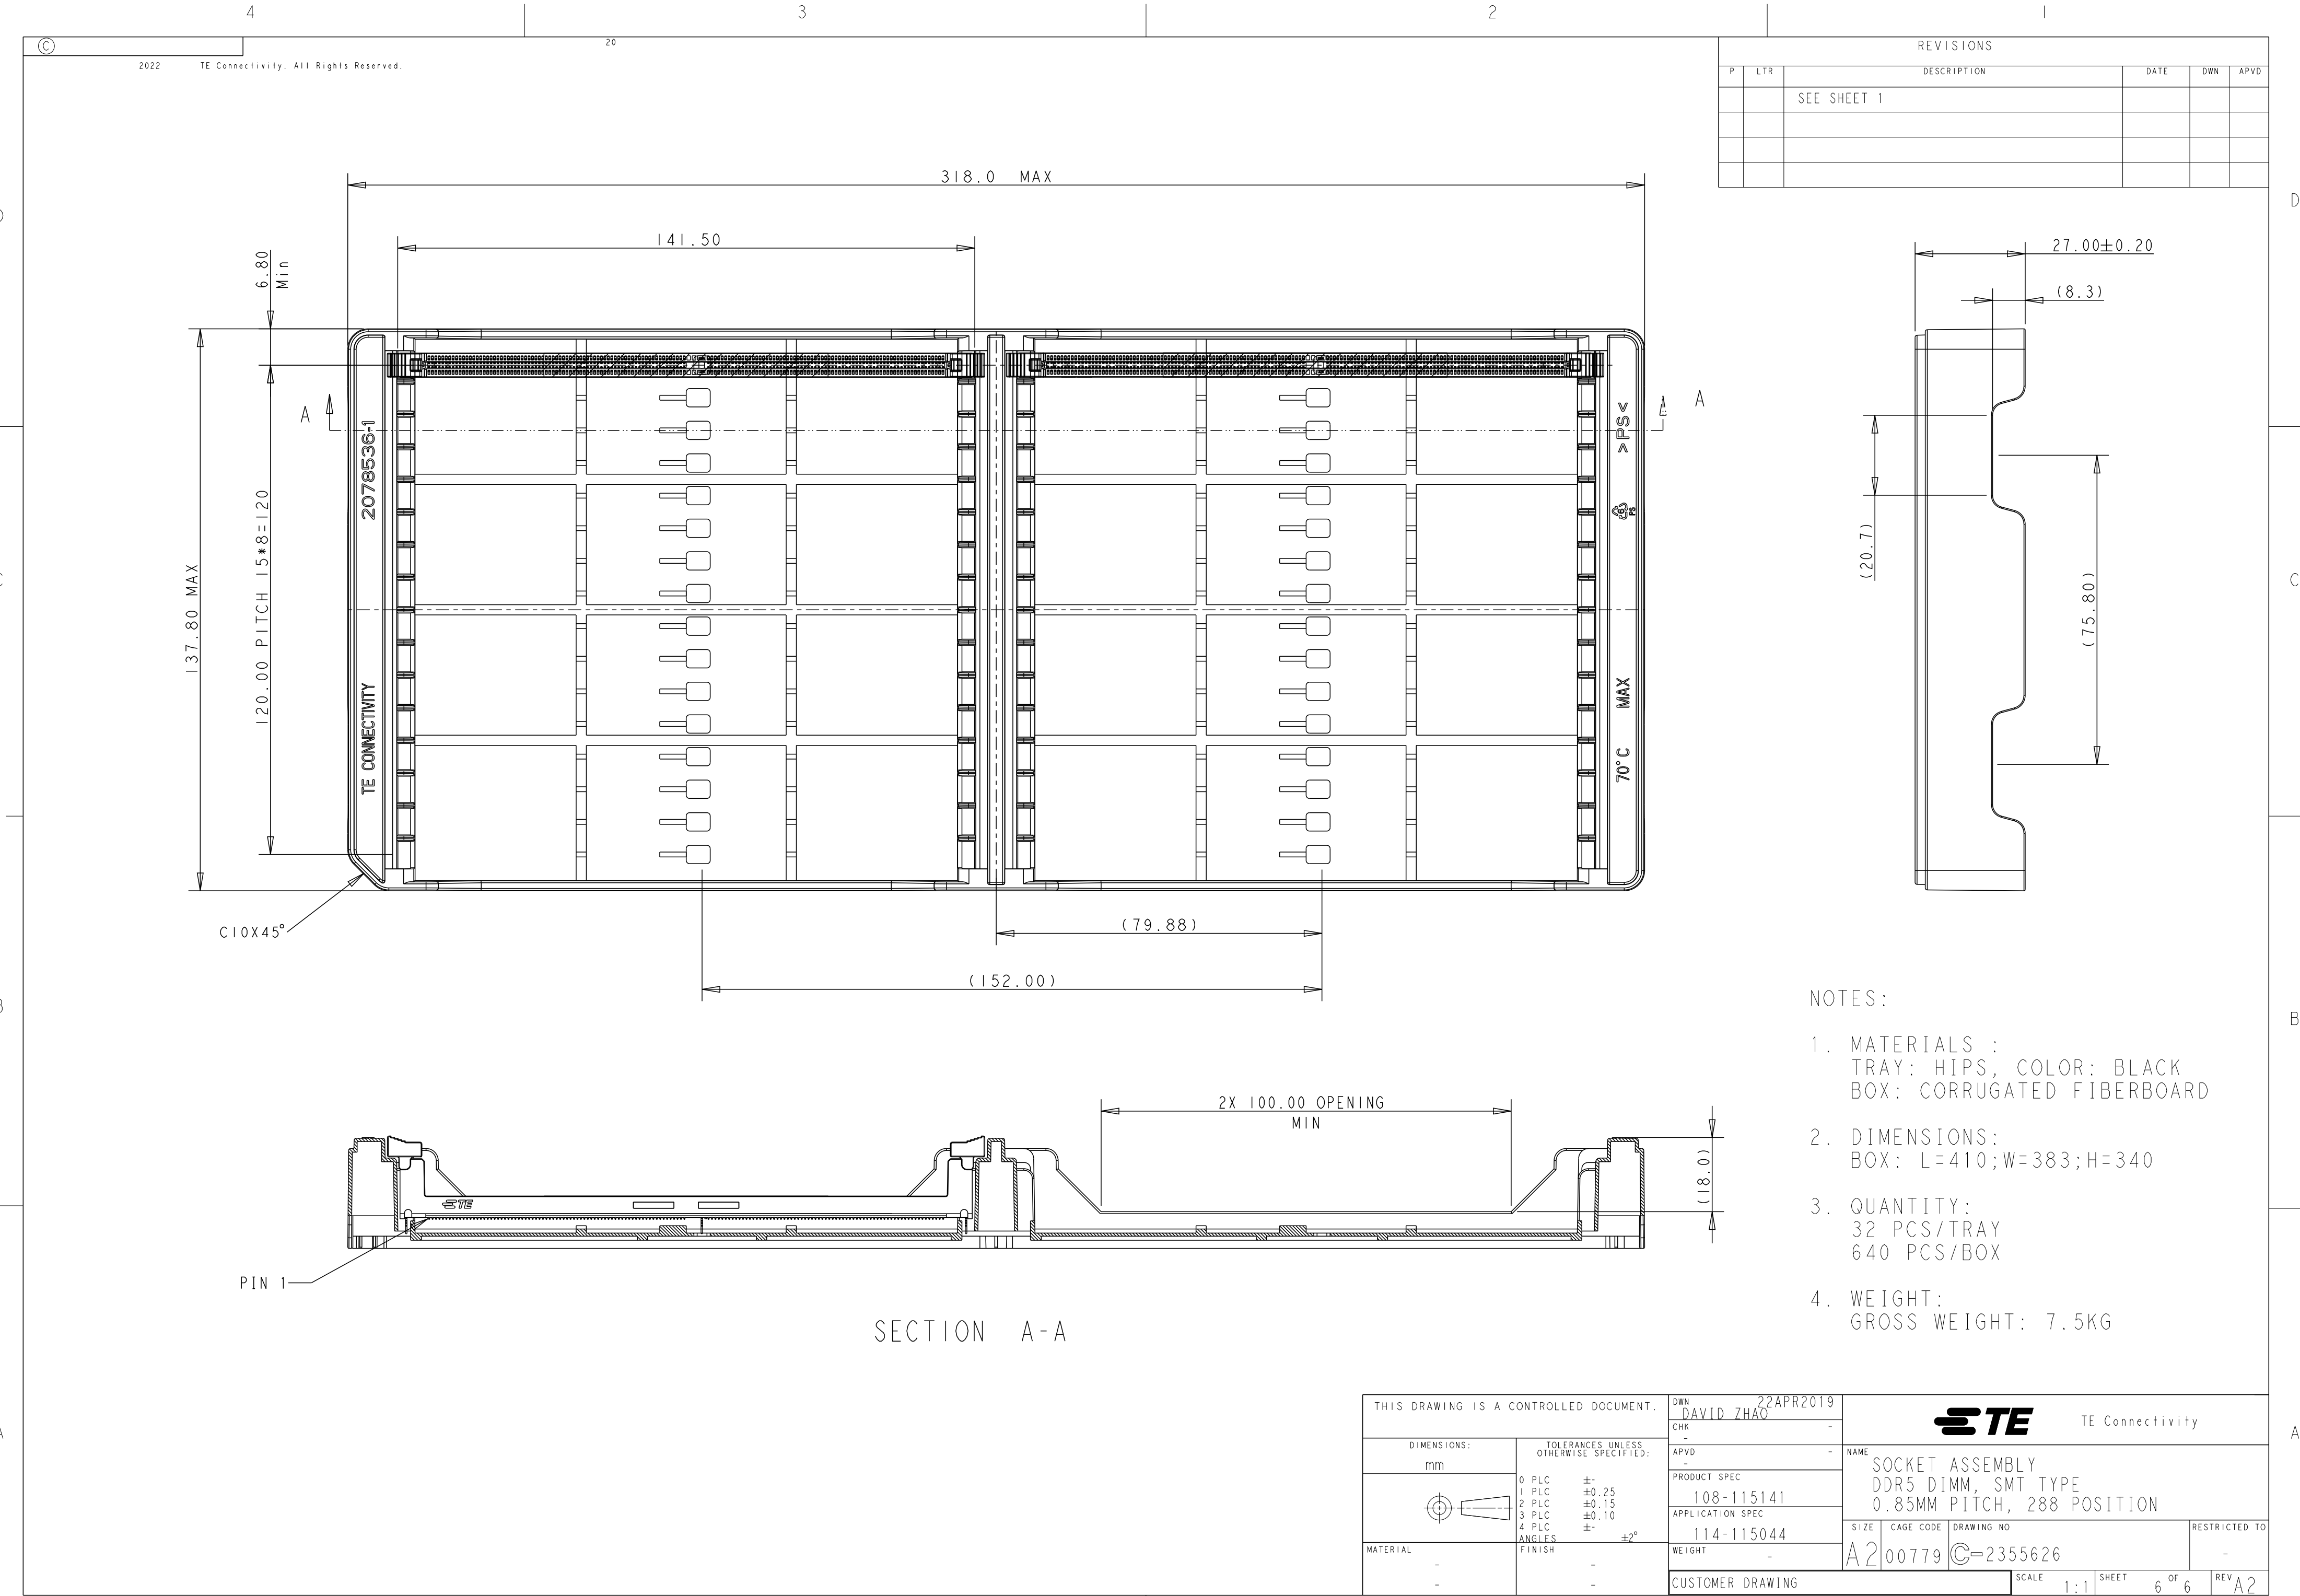 4 3 2 1
© 20
2022 TE Connectivity. All Rights Reserved.
REVISIONS
P LTR DESCRIPTION DATE DWN APVD
SEE SHEET 1
318.0 MAX
141.50
6.80
Min
27.00±0.20
(8.3)
D
A A
2078536-1
>PS<
6
PS
137.80 MAX
120.00 PITCH 15*8=120
(20.7)
(75.80)
C
TE CONNECTIVITY
70°C MAX
C10X45°
(79.88)
(152.00)
B
NOTES:
1. MATERIALS :
TRAY: HIPS, COLOR: BLACK
BOX: CORRUGATED FIBERBOARD
2. DIMENSIONS:
BOX: L=410;W=383;H=340
3. QUANTITY:
32 PCS/TRAY
640 PCS/BOX
4. WEIGHT:
GROSS WEIGHT: 7.5KG
2X 100.00 OPENING
MIN
(18.0)
TE
PIN 1
SECTION A-A
A
THIS DRAWING IS A CONTROLLED DOCUMENT.
DIMENSIONS:
mm
TOLERANCES UNLESS
OTHERWISE SPECIFIED:
0 PLC ±-
1 PLC ±0.25
2 PLC ±0.15
3 PLC ±0.10
4 PLC ±-
ANGLES ±2°
MATERIAL
-
-
FINISH
-
-
DWN 22APR2019
DAVID ZHAO
CHK -
-
APVD -
-
PRODUCT SPEC
108-115141
APPLICATION SPEC
114-115044
WEIGHT -
CUSTOMER DRAWING
TE TE Connectivity
NAME
SOCKET ASSEMBLY
DDR5 DIMM, SMT TYPE
0.85MM PITCH, 288 POSITION
SIZE CAGE CODE DRAWING NO RESTRICTED TO
A2 00779 C-2355626 -
SCALE 1:1 SHEET 6 OF 6 REV A2